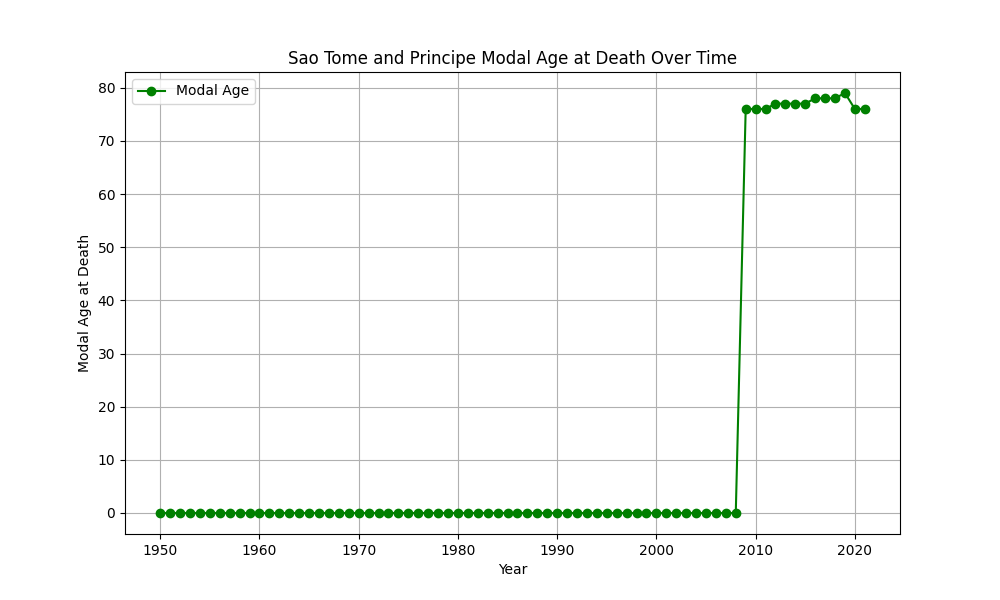 Sao Tome and Principe Modal Age at Death Over Time
Modal Age
80
70
60
50
40
30
20
10
0
Modal Age at Death
1950 1960 1970 1980 1990 2000 2010 2020
Year